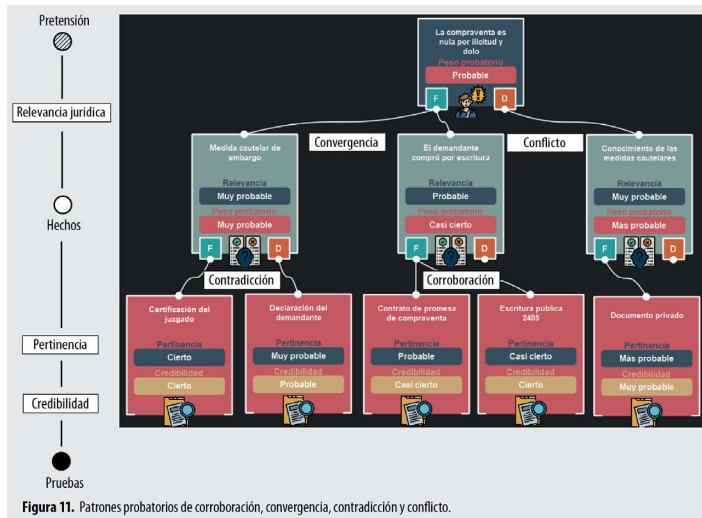 Pretensión
Relevancia jurídica
Hechos
Pertinencia
Credibilidad
Pruebas
La compraventa es
nula por ilicitud y
dolo
Peso probatorio
Probable
F
D
Convergencia
Conflicto
Medida cautelar de
embargo
Relevancia
Muy probable
Peso probatorio
Muy probable
F
D
El demandante
compró por escritura
Relevancia
Probable
Peso probatorio
Casi cierto
F
D
Conocimiento de las
medidas cautelares
Relevancia
Muy probable
Peso probatorio
Más probable
F
D
Contradicción
Corroboración
Certificación del
juzgado
Pertinencia
Cierto
Credibilidad
Cierto
Declaración del
demandante
Pertinencia
Muy probable
Credibilidad
Probable
Contrato de promesa
de compraventa
Pertinencia
Probable
Credibilidad
Casi cierto
Escritura pública
2405
Pertinencia
Casi cierto
Credibilidad
Cierto
Documento privado
Pertinencia
Más probable
Credibilidad
Muy probable
Figura 11. Patrones probatorios de corroboración, convergencia, contradicción y conflicto.